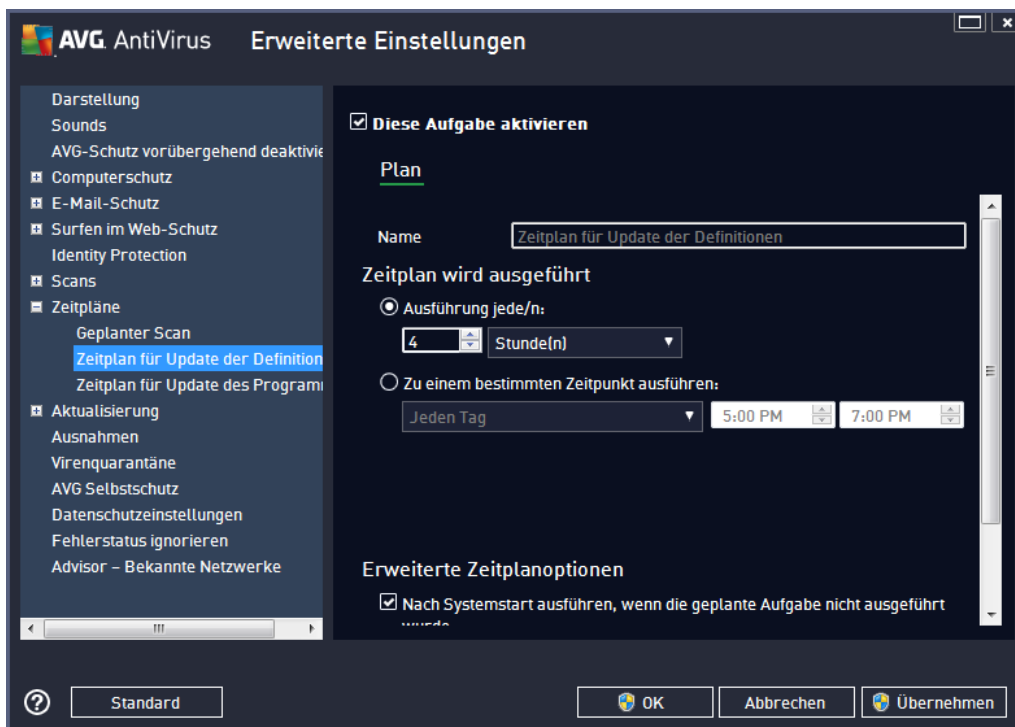 AVG AntiVirus Erweiterte Einstellungen
Darstellung
Sounds
AVG-Schutz vorübergehend deaktivie
Computerschutz
E-Mail-Schutz
Surfen im Web-Schutz
Identity Protection
Scans
Zeitpläne
Geplanter Scan
Zeitplan für Update der Definition
Zeitplan für Update des Program
Aktualisierung
Ausnahmen
Virenquarantäne
AVG Selbstschutz
Datenschutzeinstellungen
Fehlerstatus ignorieren
Advisor – Bekannte Netzwerke
Diese Aufgabe aktivieren
Plan
Name Zeitplan für Update der Definitionen
Zeitplan wird ausgeführt
Ausführung jede/n:
4 Stunde(n)
Zu einem bestimmten Zeitpunkt ausführen:
Jeden Tag 5:00 PM 7:00 PM
Erweiterte Zeitplanoptionen
Nach Systemstart ausführen, wenn die geplante Aufgabe nicht ausgeführt
wurde
? Standard OK Abbrechen Übernehmen